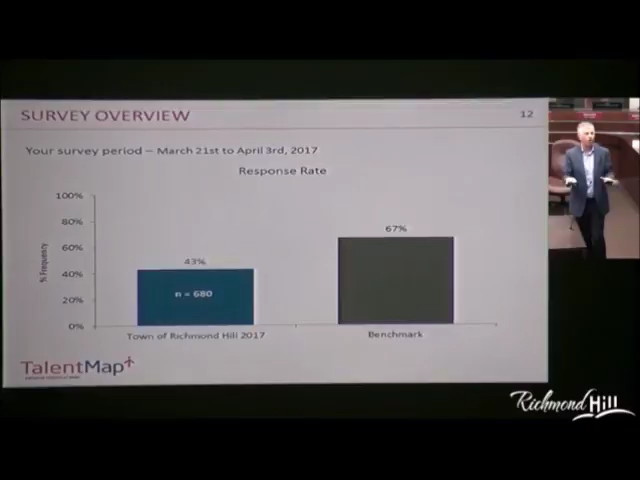 SURVEY OVERVIEW
12
Your survey period – March 21st to April 3rd, 2017
Response Rate
100%
80%
60%
40%
20%
0%
% Frequency
43%
n = 680
67%
Town of Richmond Hill 2017
Benchmark
TalentMap
Richmond Hill